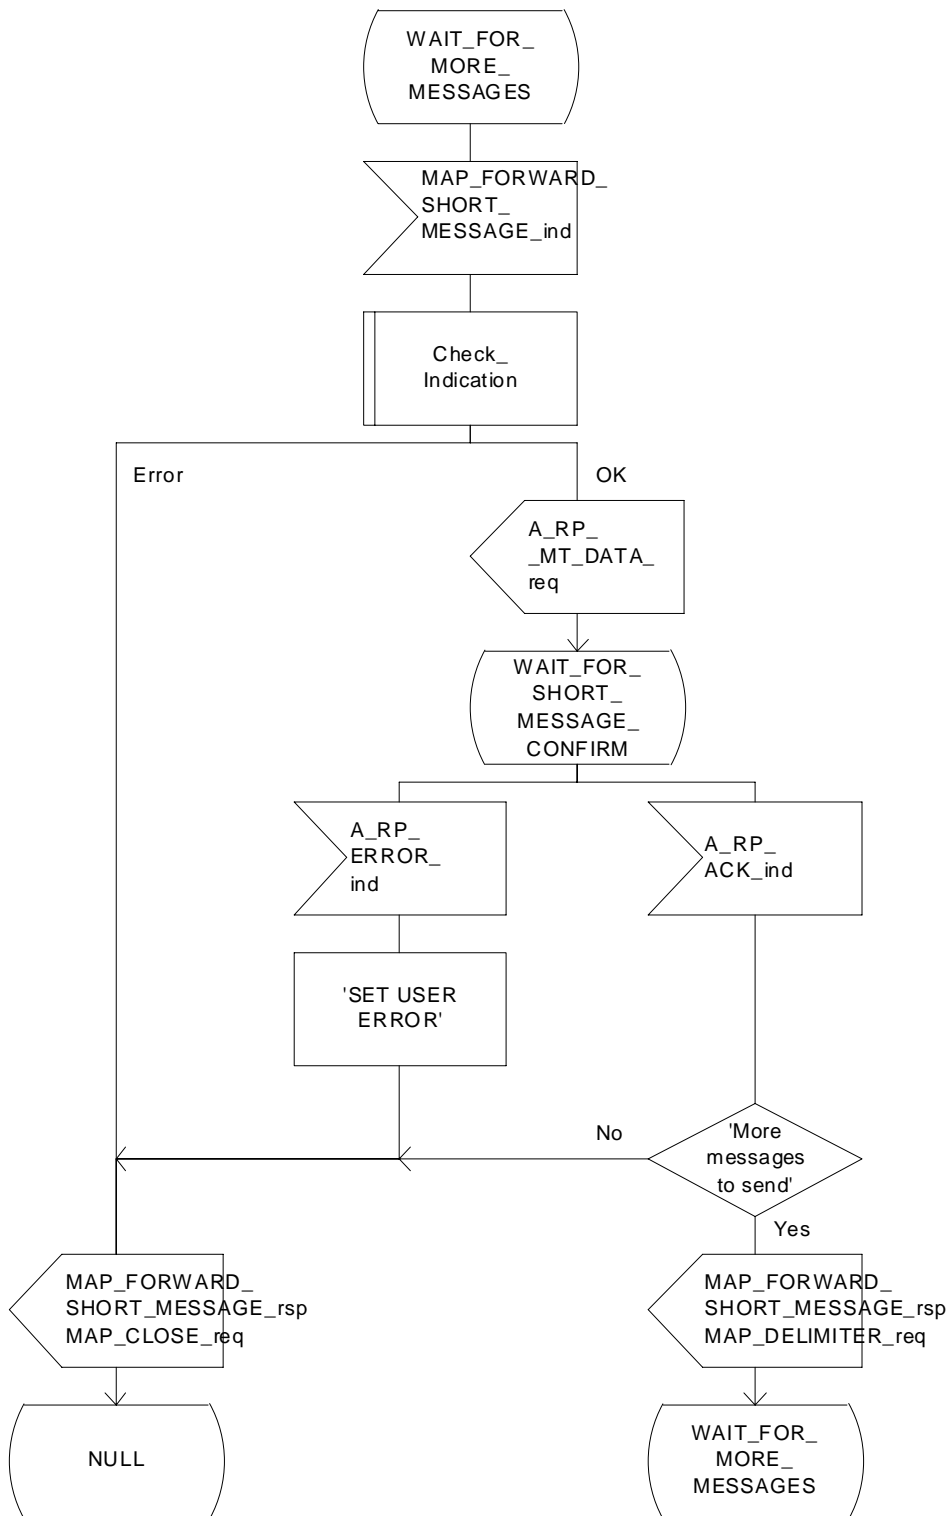 WAIT_FOR_
MORE_
MESSAGES
MAP_FORWARD_
SHORT_
MESSAGE_ind
Check_
Indication
Error
OK
A_RP_
_MT_DATA_
req
WAIT_FOR_
SHORT_
MESSAGE_
CONFIRM
A_RP_
ERROR_
ind
A_RP_
ACK_ind
'SET USER
ERROR'
No
'More
messages
to send'
Yes
MAP_FORWARD_
SHORT_MESSAGE_rsp
MAP_CLOSE_req
MAP_FORWARD_
SHORT_MESSAGE_rsp
MAP_DELIMITER_req
NULL
WAIT_FOR_
MORE_
MESSAGES